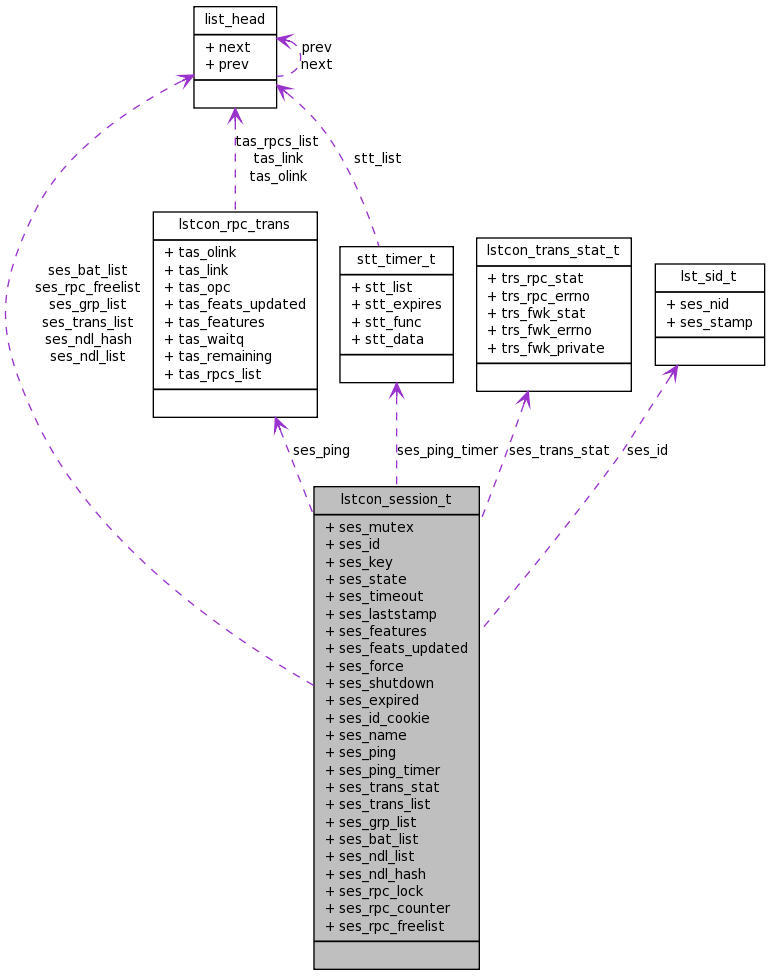 list_head
+ next
+ prev
prev
next
tas_rpcs_list
tas_link
tas_olink
stt_list
ses_bat_list
ses_rpc_freelist
ses_grp_list
ses_trans_list
ses_ndl_hash
ses_ndl_list
lstcon_rpc_trans
+ tas_olink
+ tas_link
+ tas_opc
+ tas_feats_updated
+ tas_features
+ tas_waitq
+ tas_remaining
+ tas_rpcs_list
stt_timer_t
+ stt_list
+ stt_expires
+ stt_func
+ stt_data
lstcon_trans_stat_t
+ trs_rpc_stat
+ trs_rpc_errno
+ trs_fwk_stat
+ trs_fwk_errno
+ trs_fwk_private
lst_sid_t
+ ses_nid
+ ses_stamp
ses_ping
ses_ping_timer
ses_trans_stat
ses_id
lstcon_session_t
+ ses_mutex
+ ses_id
+ ses_key
+ ses_state
+ ses_timeout
+ ses_laststamp
+ ses_features
+ ses_feats_updated
+ ses_force
+ ses_shutdown
+ ses_expired
+ ses_id_cookie
+ ses_name
+ ses_ping
+ ses_ping_timer
+ ses_trans_stat
+ ses_trans_list
+ ses_grp_list
+ ses_bat_list
+ ses_ndl_list
+ ses_ndl_hash
+ ses_rpc_lock
+ ses_rpc_counter
+ ses_rpc_freelist